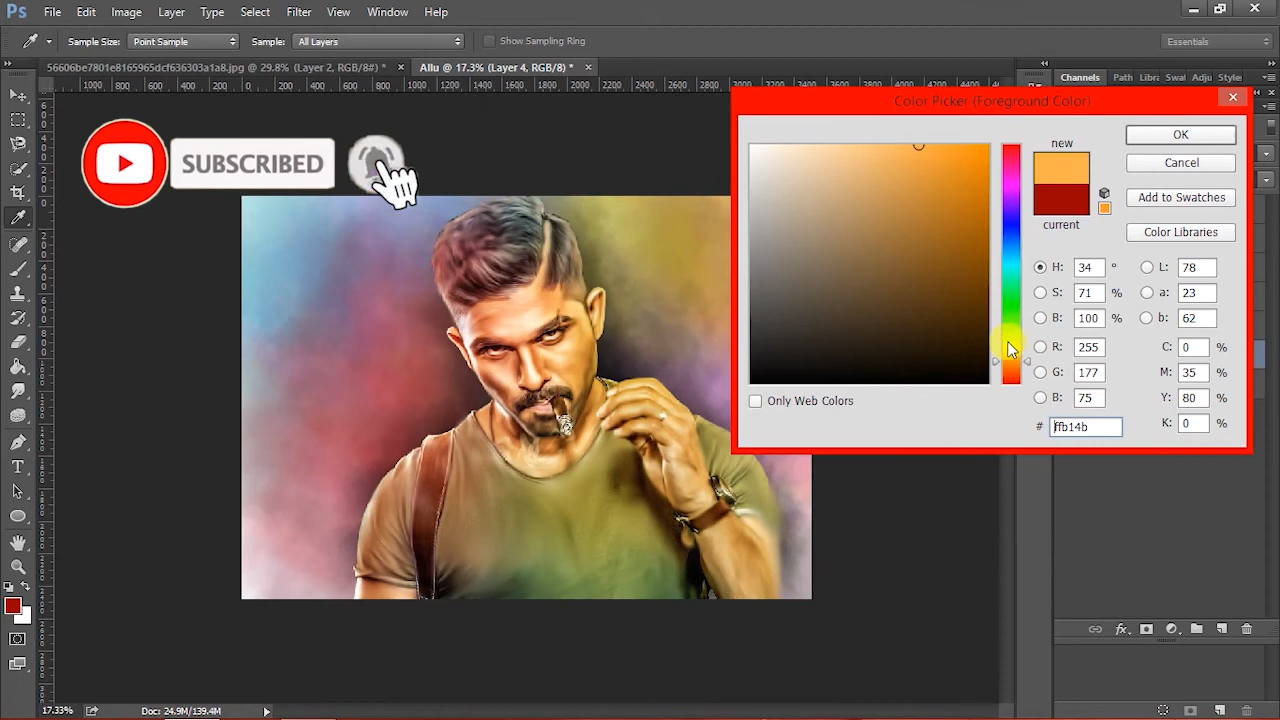 Ps File Edit Image Layer Type Select Filter View Window Help
Sample Size: Point Sample Sample: All Layers Show Sampling Ring Essentials
56606be7801e8165965dcf636303a1a8.jpg @ 29.8% (Layer 2, RGB/8#) * × Allu @ 17.3% (Layer 4, RGB/8) * × Channels Path Libra Swat Adju Styles
1000 800 600 400 200 0 200 400 600 800 1000 1200 1400 1600 1800 2000 2200 2400 2600 2800 3000 3200 3400 3600 3800 4000 4200 4400
Color Picker (Foreground Color)
SUBSCRIBED
new
current
OK
Cancel
Add to Swatches
Color Libraries
H: 34 ° L: 78
S: 71 % a: 23
B: 100 % b: 62
R: 255 C: 0 %
G: 177 M: 35 %
B: 75 Y: 80 %
# ffb14b K: 0 %
Only Web Colors
17.33% Doc: 24.9M/139.4M